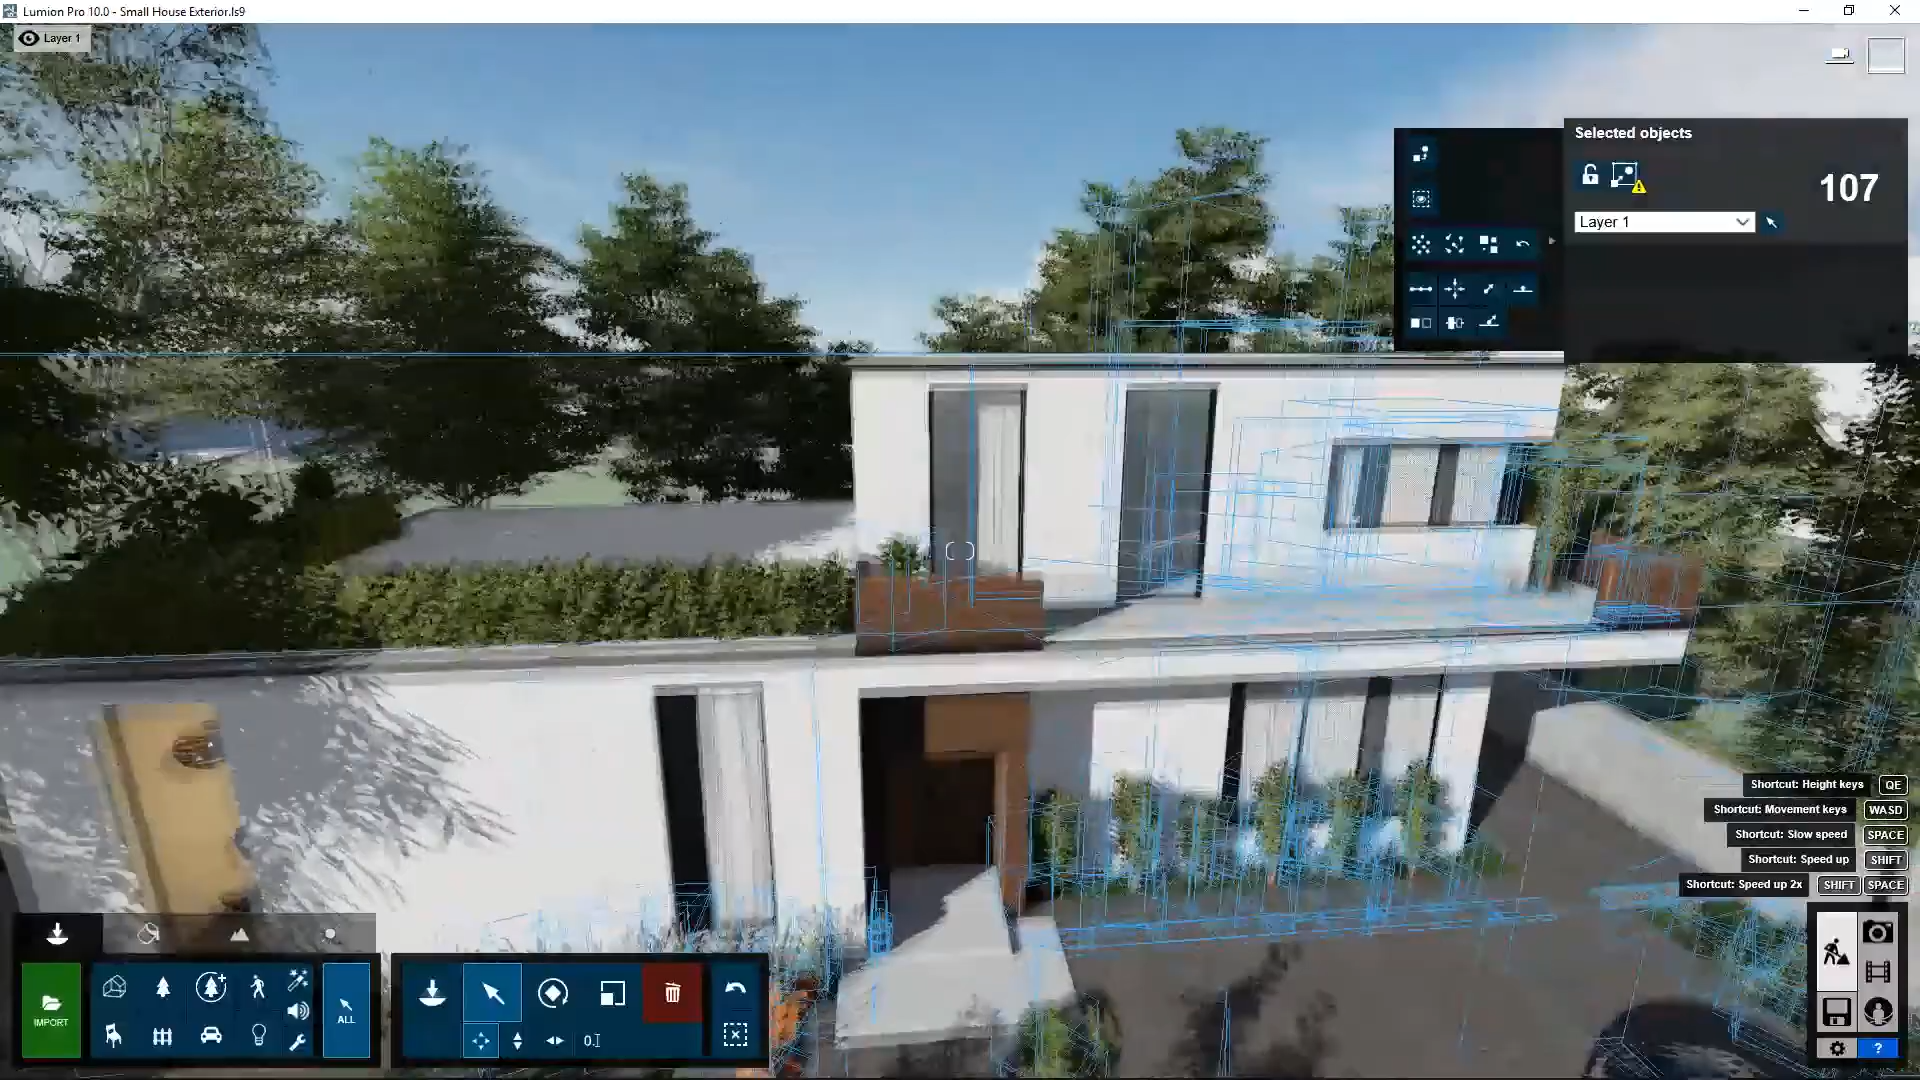 Lumion Pro 10.0 - Small House Exterior.ls9
Layer 1
Selected objects
107
Layer 1
Shortcut: Height keys QE
Shortcut: Movement keys WASD
Shortcut: Slow speed SPACE
Shortcut: Speed up SHIFT
Shortcut: Speed up 2x SHIFT SPACE
IMPORT
ALL
0.
?